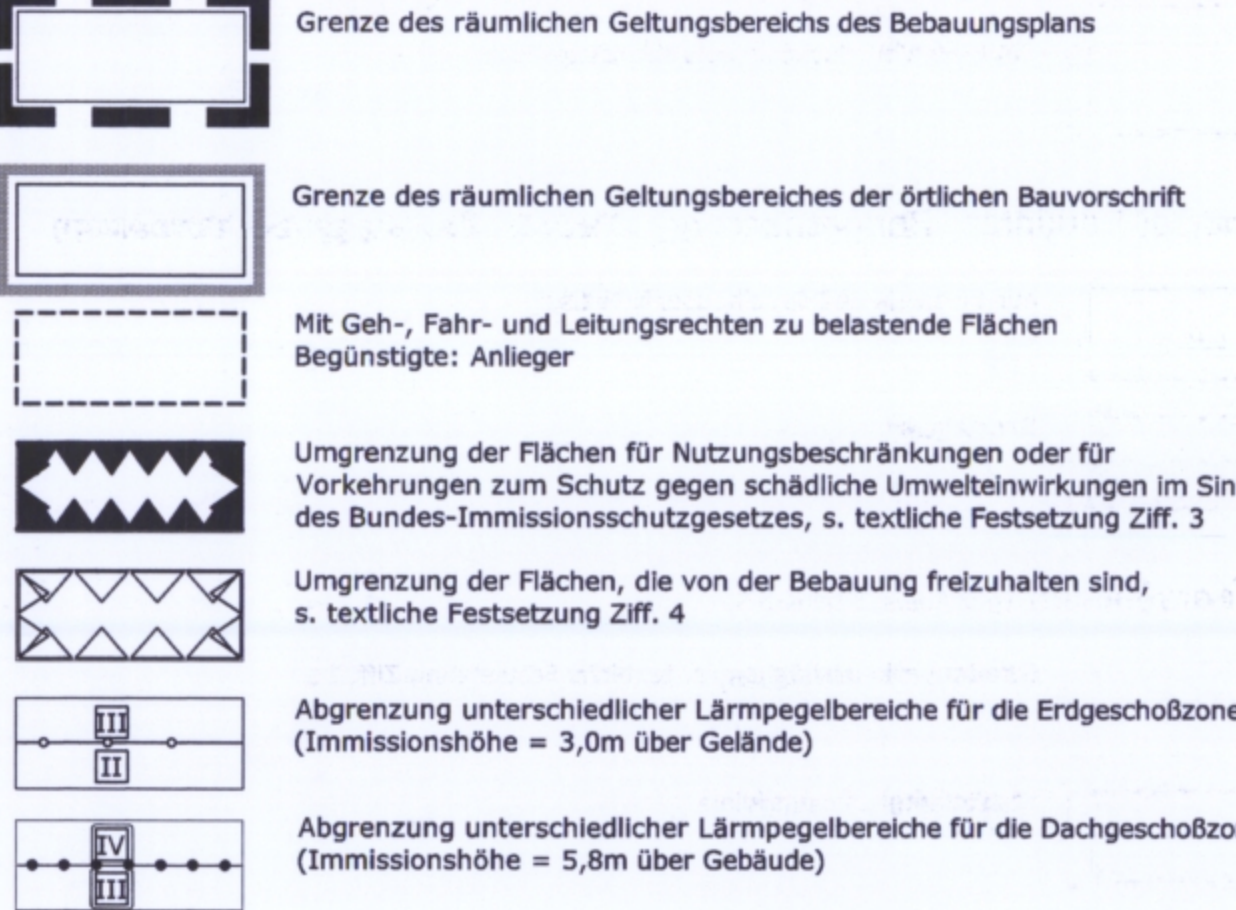 Grenze des räumlichen Geltungsbereichs des Bebauungsplans
Grenze des räumlichen Geltungsbereiches der örtlichen Bauvorschrift
Mit Geh-, Fahr- und Leitungsrechten zu belastende Flächen
Begünstigte: Anlieger
Umgrenzung der Flächen für Nutzungsbeschränkungen oder für
Vorkehrungen zum Schutz gegen schädliche Umwelteinwirkungen im Sin
des Bundes-Immissionsschutzgesetzes, s. textliche Festsetzung Ziff. 3
Umgrenzung der Flächen, die von der Bebauung freizuhalten sind,
s. textliche Festsetzung Ziff. 4
III
II
Abgrenzung unterschiedlicher Lärmpegelbereiche für die Erdgeschoßzone
(Immissionshöhe = 3,0m über Gelände)
IV
III
Abgrenzung unterschiedlicher Lärmpegelbereiche für die Dachgeschoßzo
(Immissionshöhe = 5,8m über Gebäude)